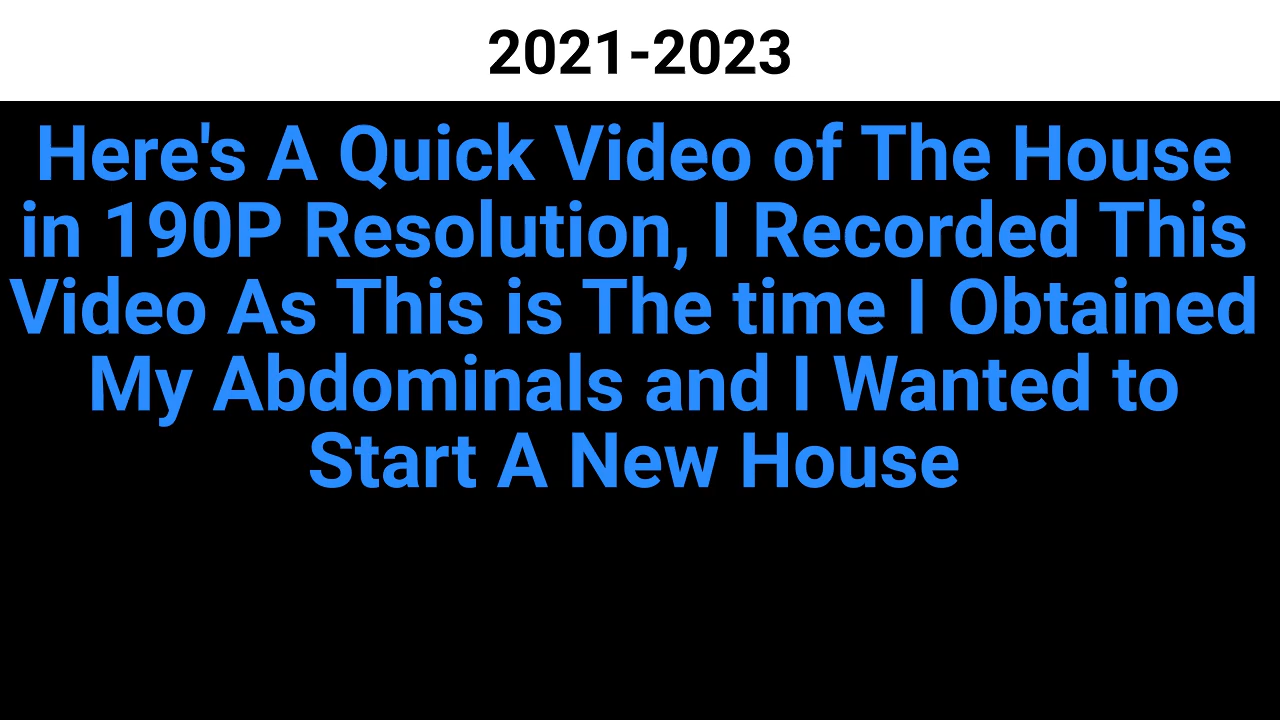 2021-2023
Here's A Quick Video of The House
in 190P Resolution, I Recorded This
Video As This is The time I Obtained
My Abdominals and I Wanted to
Start A New House